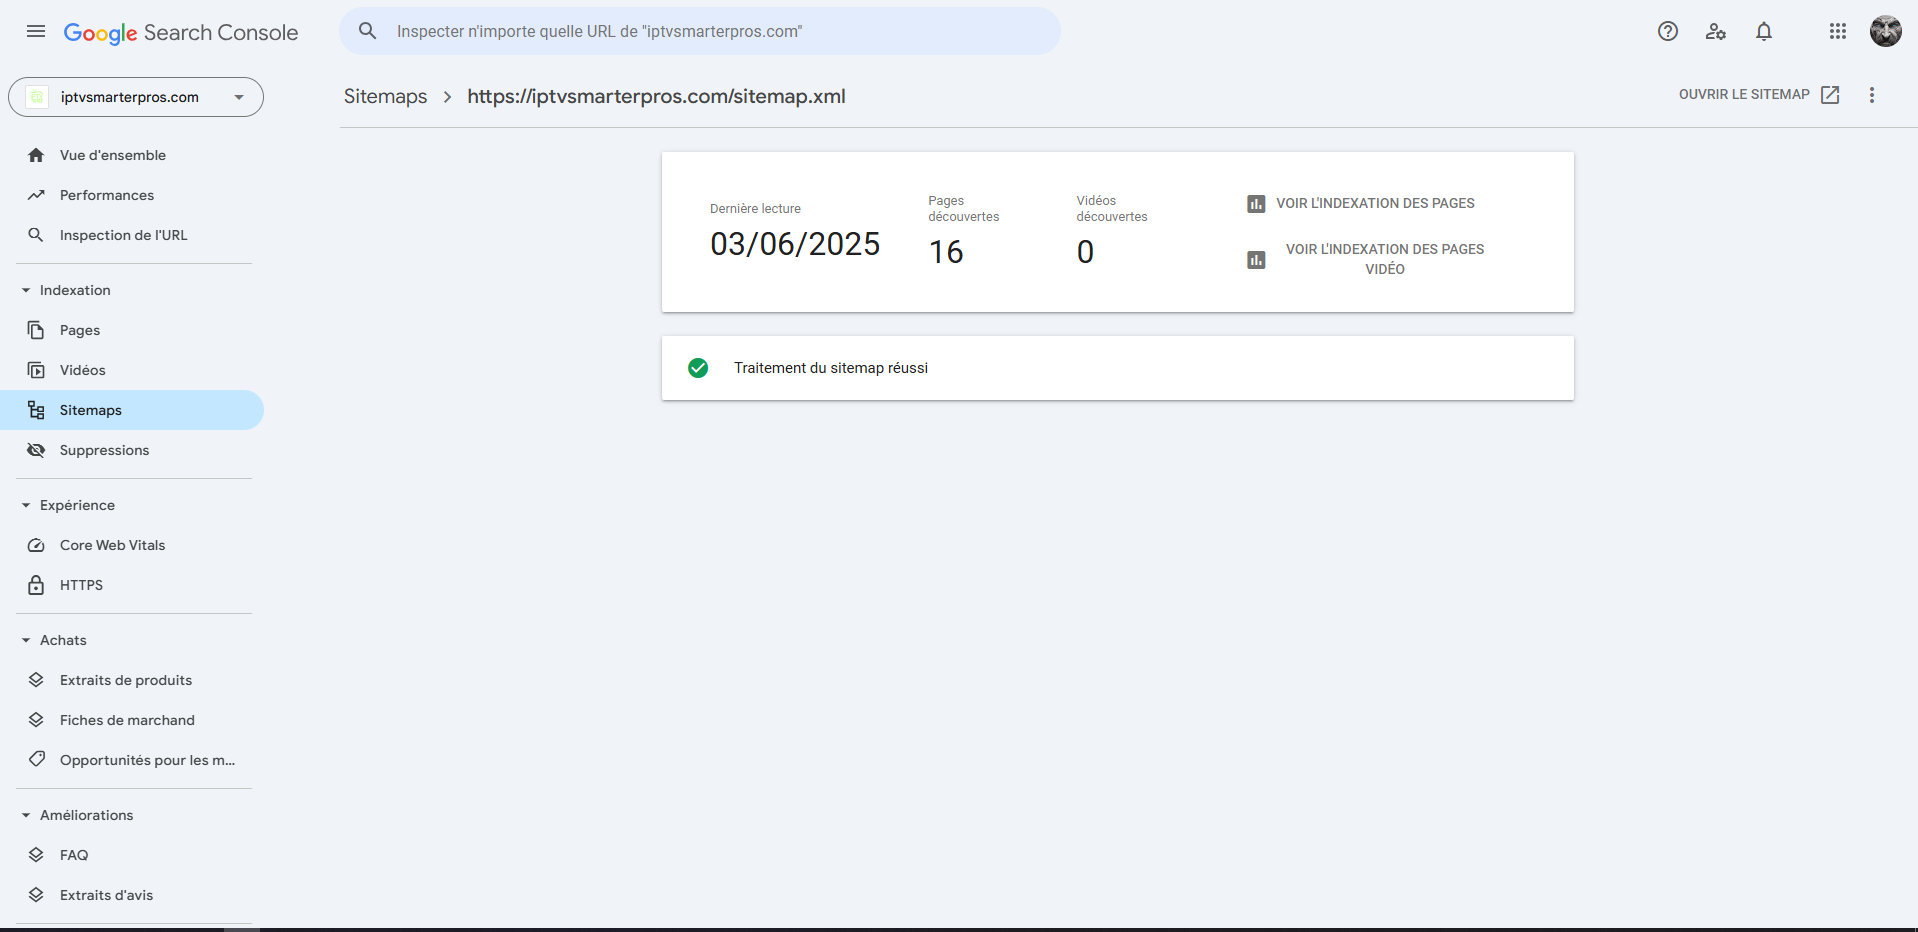 Google Search Console
Inspecter n'importe quelle URL de "iptvsmarterpros.com"
iptvsmarterpros.com
Sitemaps
https://iptvsmarterpros.com/sitemap.xml
OUVRIR LE SITEMAP
Vue d'ensemble
Performances
Inspection de l'URL
Indexation
Pages
Vidéos
Sitemaps
Suppressions
Expérience
Core Web Vitals
HTTPS
Achats
Extraits de produits
Fiches de marchand
Opportunités pour les m...
Améliorations
FAQ
Extraits d'avis
Dernière lecture
03/06/2025
Pages
découvertes
16
Vidéos
découvertes
0
VOIR L'INDEXATION DES PAGES
VOIR L'INDEXATION DES PAGES
VIDÉO
Traitement du sitemap réussi